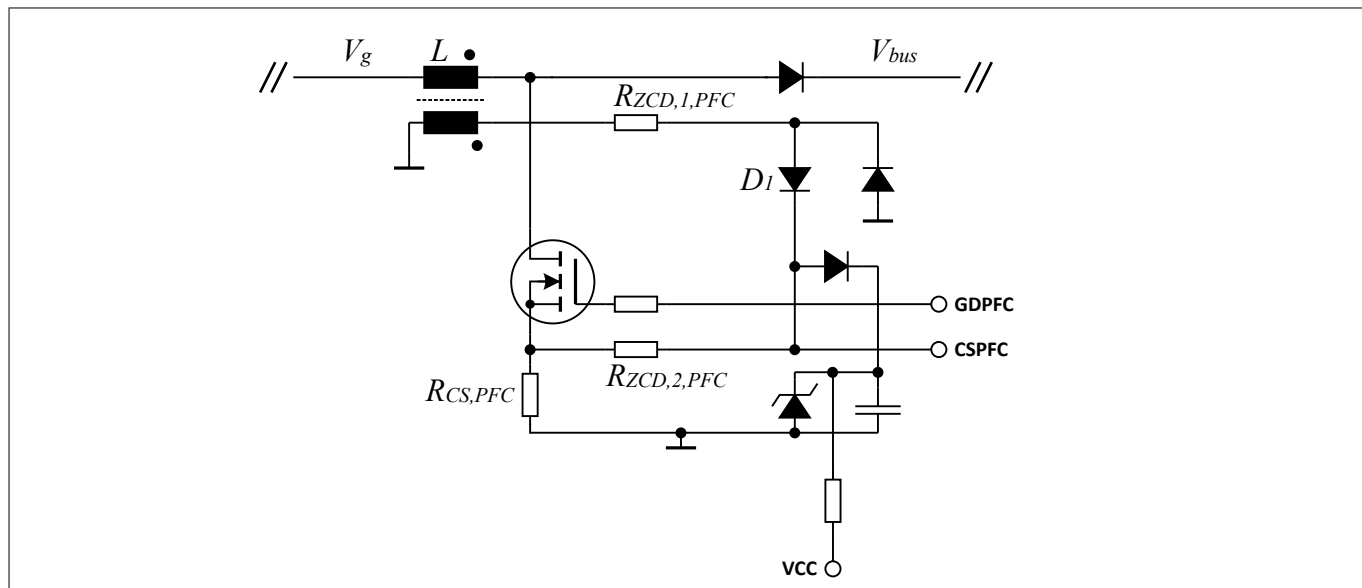 Vg
L
Vbus
RZCD,1,PFC
D1
GDPFC
CSPFC
RZCD,2,PFC
RCS,PFC
VCC